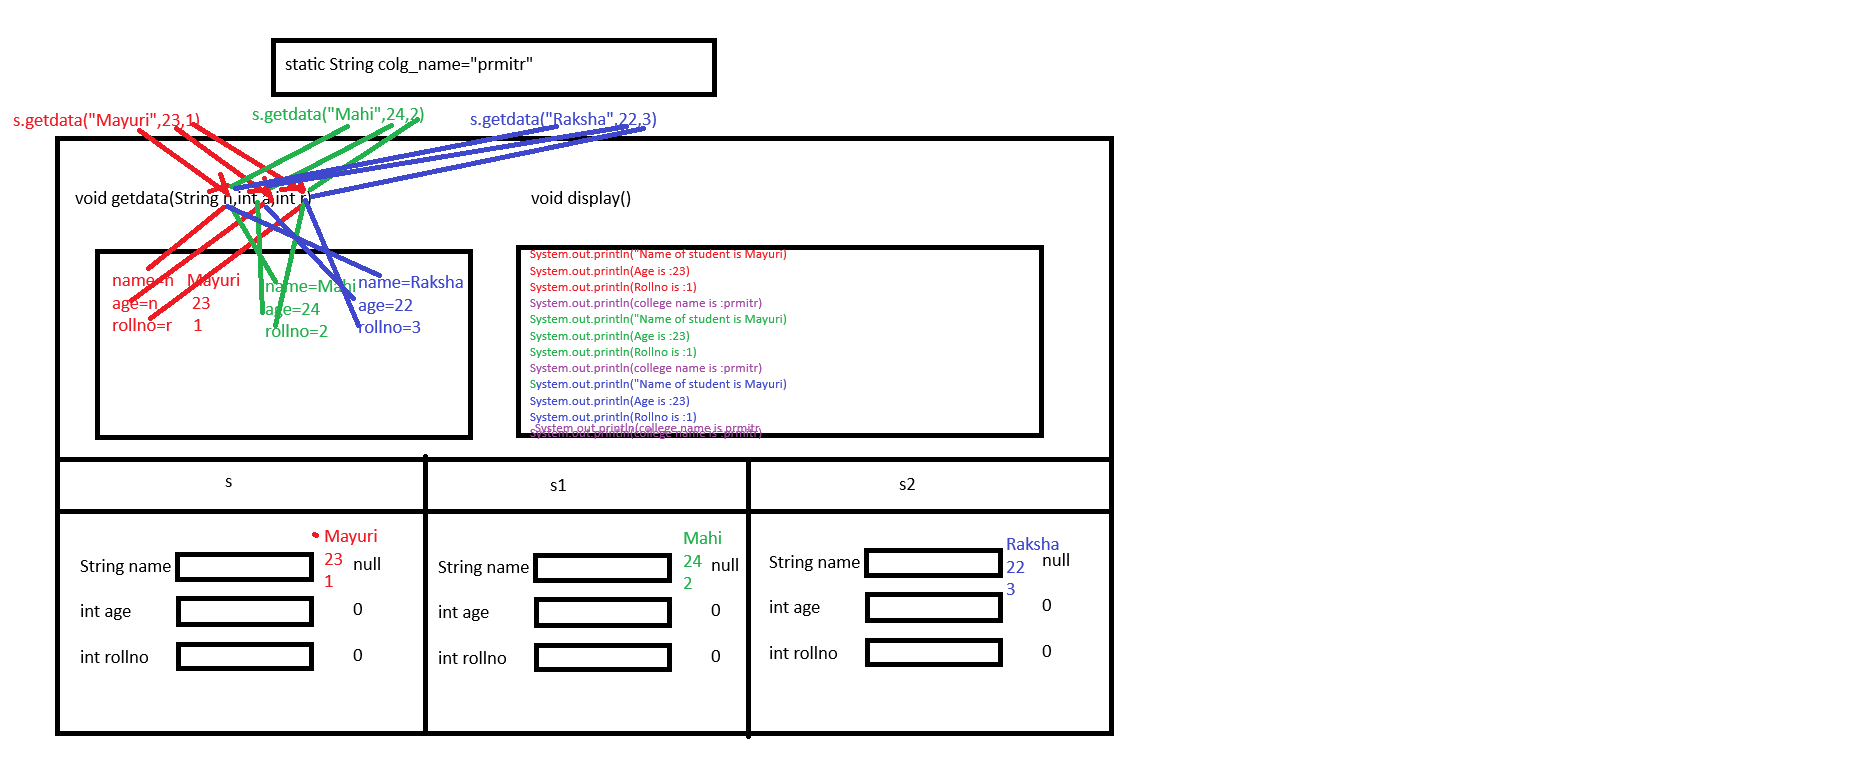 static String colg_name="prmitr"
s.getdata("Mayuri",23,1)
s.getdata("Mahi",24,2)
s.getdata("Raksha",22,3)
void getdata(String n,int a,int r)
void display()
name=n Mayuri
age=n 23
rollno=r 1
name=Mahi
age=24
rollno=2
name=Raksha
age=22
rollno=3
System.out.println("Name of student is Mayuri)
System.out.println(Age is :23)
System.out.println(Rollno is :1)
System.out.println(college name is :prmitr)
System.out.println("Name of student is Mayuri)
System.out.println(Age is :23)
System.out.println(Rollno is :1)
System.out.println(college name is :prmitr)
System.out.println("Name of student is Mayuri)
System.out.println(Age is :23)
System.out.println(Rollno is :1)
System.out.println(college name is :prmitr
System.out.println(college name is :prmitr)
s
s1
s2
Mayuri
23
1
String name
null
int age
0
int rollno
0
Mahi
24
2
String name
null
int age
0
int rollno
0
Raksha
22
3
String name
null
int age
0
int rollno
0